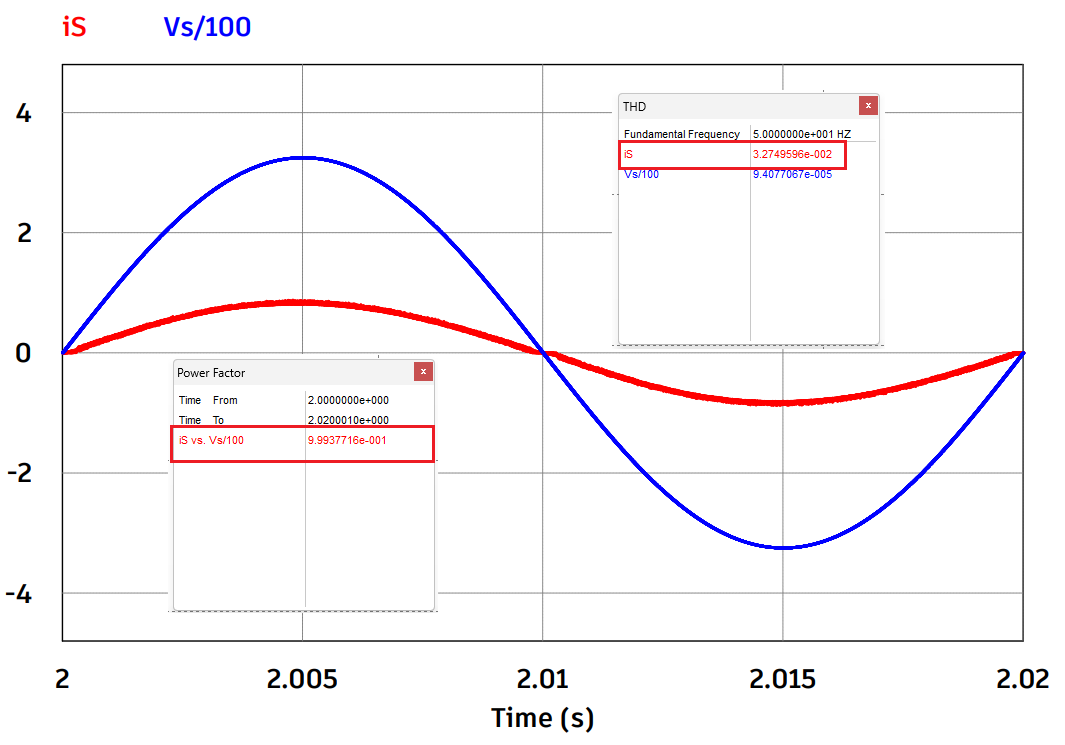 iS Vs/100
4
2
0
-2
-4
THD x
Fundamental Frequency 5.0000000e+001 HZ
iS 3.2749596e-002
Vs/100 9.4077067e-005
Power Factor x
Time From 2.0000000e+000
Time To 2.0200010e+000
iS vs. Vs/100 9.9937716e-001
2 2.005 2.01 2.015 2.02
Time (s)